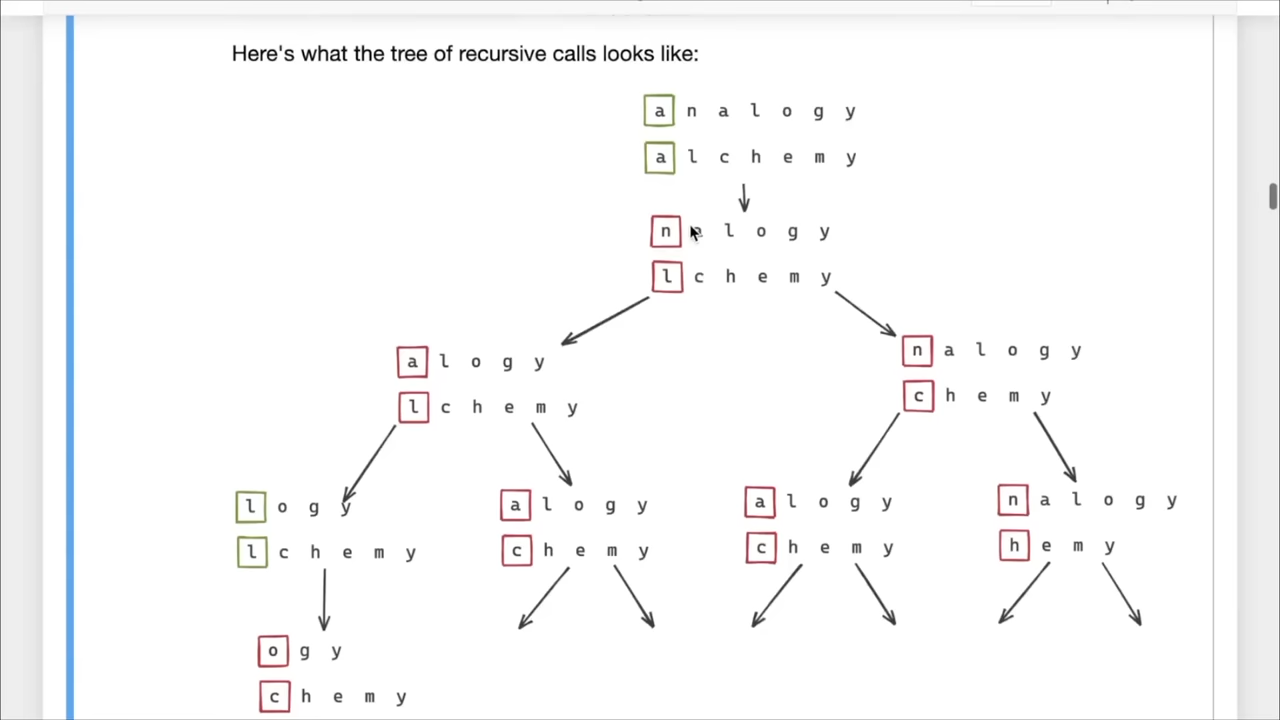 Here's what the tree of recursive calls looks like:
a n a l o g y
a l c h e m y
n a l o g y
l c h e m y
a l o g y
l c h e m y
n a l o g y
c h e m y
l o g y
l c h e m y
a l o g y
c h e m y
a l o g y
c h e m y
n a l o g y
h e m y
o g y
c h e m y